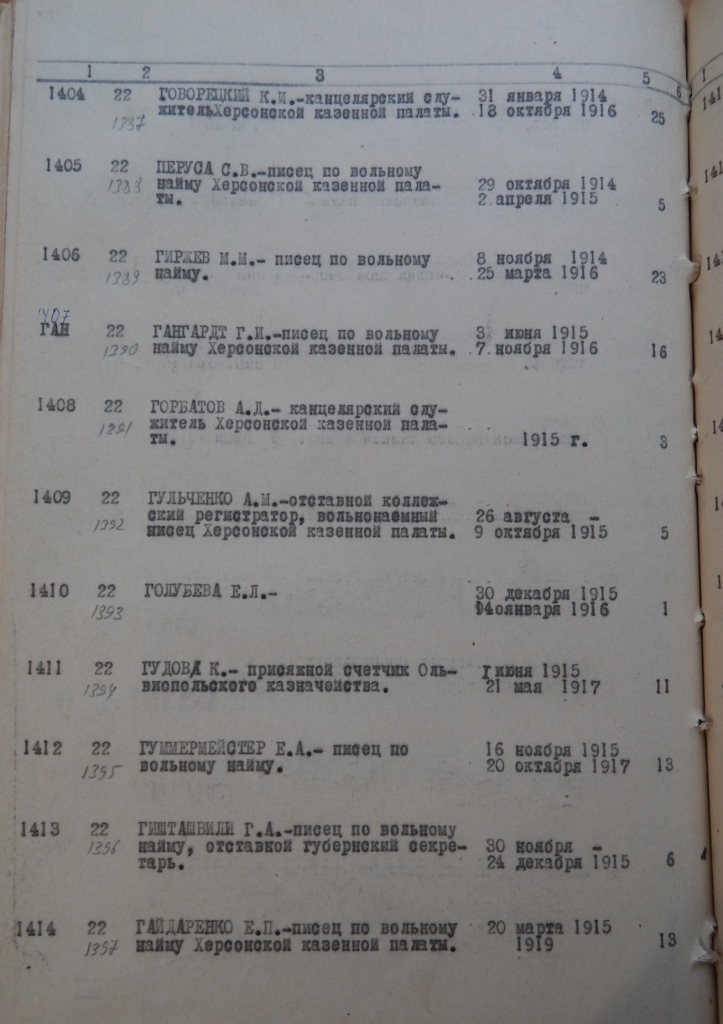 1 2 3 4 5 6
1404 22 ГОВОРЕЦКИЙ К.И.-канцелярский слу- 31 января 1914
1387 жительХерсонской казенной палаты. 18 октября 1916 25
1405 22 ПЕРУСА С.В.-писец по вольному
1388 найму Херсонской казенной пала- 29 октября 1914
ты. 2 апреля 1915 5
1406 22 ГИРЖЕВ М.М.- писец по вольному 8 ноября 1914
1389 найму. 25 марта 1916 23
1407
ГАН 22 ГАНГАРДТ Г.И.-писец по вольному 3 июня 1915
1390 найму Херсонской казенной палаты. 7 ноября 1916 16
1408 22 ГОРБАТОВ А.Д.- канцелярский слу-
1391 житель Херсонской казенной пала-
ты. 1915 г. 3
1409 22 ГУЛЬЧЕНКО А.М.-отставной коллеж-
ский регистратор, вольнонаемный 26 августа -
1392 писец Херсонской казенной палаты. 9 октября 1915 5
1410 22 ГОЛУБЕВА Е.Л.- 30 декабря 1915
1393 января 1916 1
1411 22 ГУДОВА К.- присяжной счетчик Оль- июня 1915
1394 виопольского казначейства. 21 мая 1917 11
1412 22 ГУММЕРМЕЙСТЕР Е.А.- писец по 16 ноября 1915
1395 вольному найму. 20 октября 1917 13
1413 22 ГИШТАШВИЛИ Г.А.-писец по вольному
1396 найму, отставной губернский секре- 30 ноября -
тарь. 24 декабря 1915 6
1414 22 ГАЙДАРЕНКО Е.П.-писец по вольному 20 марта 1915
1397 найму Херсонской казенной палаты. 1919 13